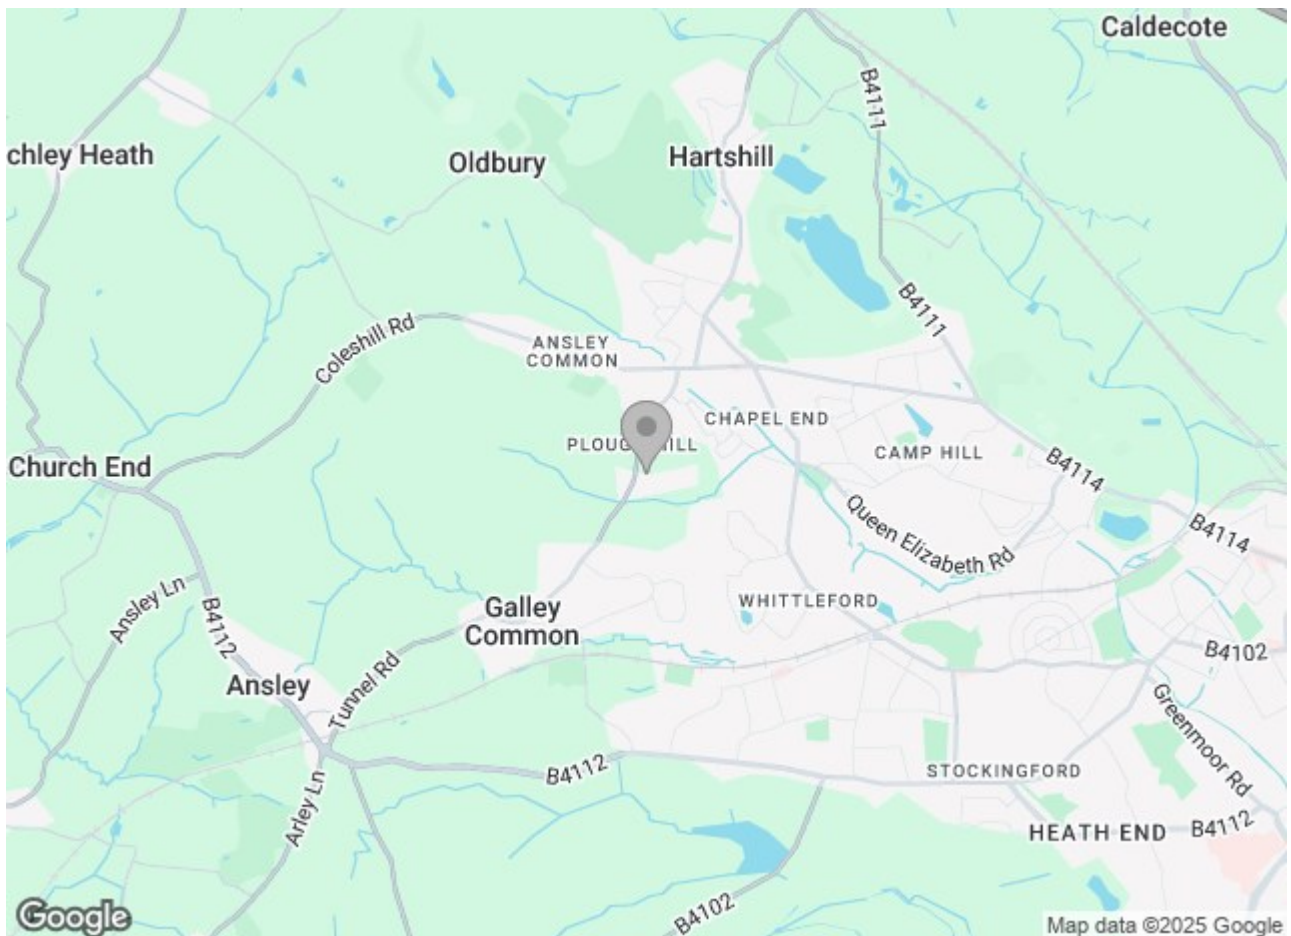 Caldecote
B4111
chley Heath
Oldbury
Hartshill
B4111
Coleshill Rd
ANSLEY
COMMON
CHAPEL END
HILL
CAMP HILL
Church End
B4114
Queen Elizabeth Rd
B4114
Ansley Ln
B4112
Galley
Common
WHITTLEFORD
B4102
Ansley
Tunnel Rd
Greenmoor Rd
B4112
STOCKINGFORD
Arley Ln
HEATH END
B4112
B4102
Google
Map data ©2025 Google